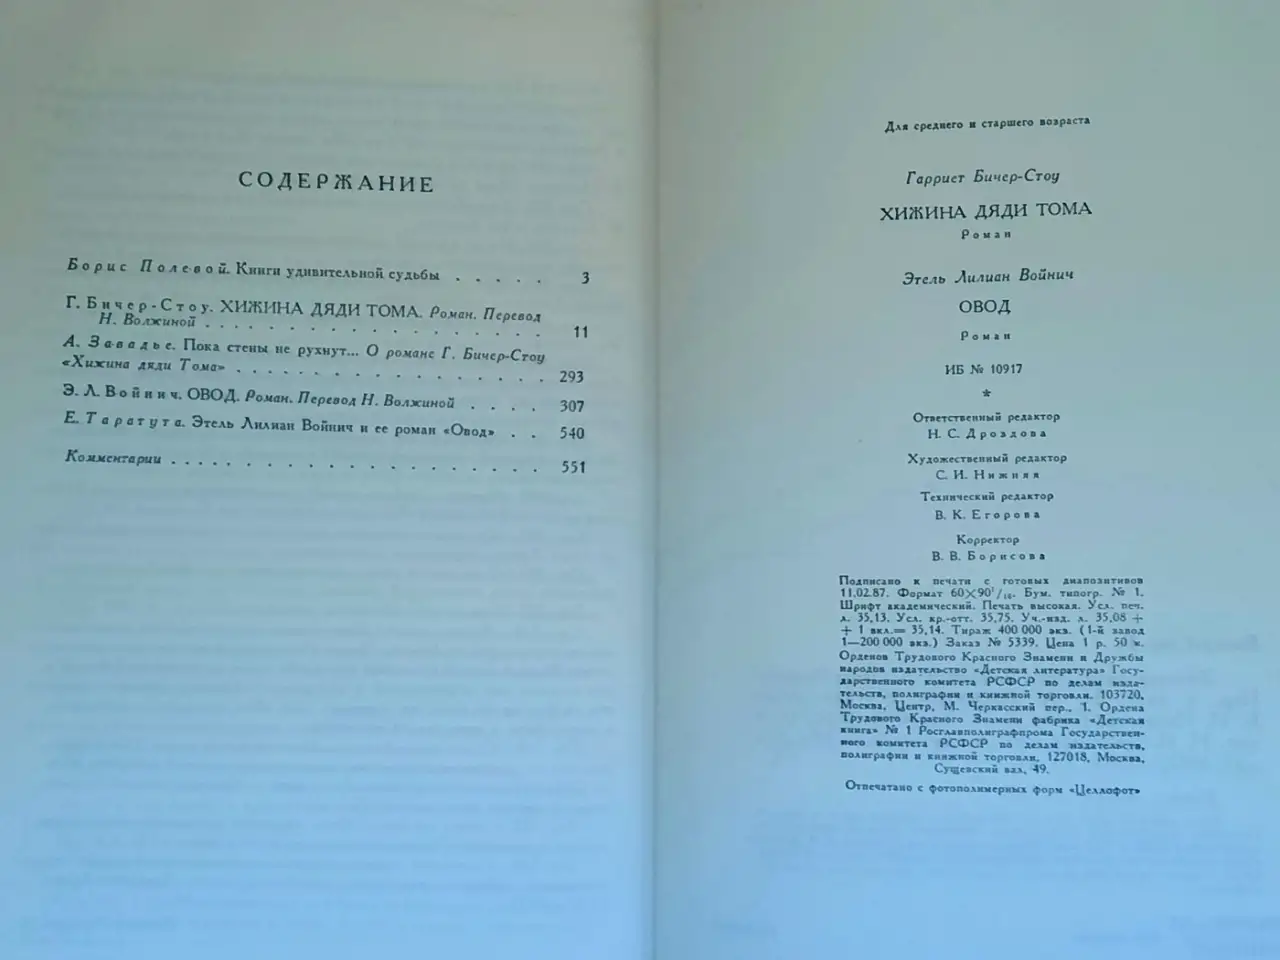 СОДЕРЖАНИЕ
Борис Полевой. Книги удивительной судьбы . . . . . 3
Г. Бичер-Стоу. ХИЖИНА ДЯДИ ТОМА. Роман. Перевод
Н. Волжиной . . . . . . . . . . . . . . . . . 11
А. Завадье. Пока стены не рухнут... О романе Г. Бичер-Стоу
«Хижина дяди Тома» . . . . . . . . . . . . . . . . 293
Э. Л. Войнич. ОВОД. Роман. Перевод Н. Волжиной . . . . 307
Е. Таратута. Этель Лилиан Войнич и ее роман «Овод» . . 540
Комментарии . . . . . . . . . . . . . . . . . . . 551
Для среднего и старшего возраста
Гарриет Бичер-Стоу
ХИЖИНА ДЯДИ ТОМА
Роман
Этель Лилиан Войнич
ОВОД
Роман
ИБ № 10917
*
Ответственный редактор
Н. С. Дроздова
Художественный редактор
С. И. Нижняя
Технический редактор
В. К. Егорова
Корректор
В. В. Борисова
Подписано к печати с готовых диапозитивов
11.02.87. Формат 60×90¹/₁₆. Бум. типогр. № 1.
Шрифт академический. Печать высокая. Усл. печ.
л. 35,13. Усл. кр.-отт. 35,75. Уч.-изд. л. 35,08 +
+ 1 вкл.= 35,14. Тираж 400 000 экз. (1-й завод
1—200 000 экз.) Заказ № 5339. Цена 1 р. 50 к.
Орденов Трудового Красного Знамени и Дружбы
народов издательство «Детская литература» Госу-
дарственного комитета РСФСР по делам изда-
тельств, полиграфии и книжной торговли. 103720,
Москва, Центр, М. Черкасский пер., 1. Ордена
Трудового Красного Знамени фабрика «Детская
книга» № 1 Росглавполиграфпрома Государствен-
ного комитета РСФСР по делам издательств,
полиграфии и книжной торговли, 127018, Москва,
Сущевский вал, 49.
Отпечатано с фотополимерных форм «Целлофот»